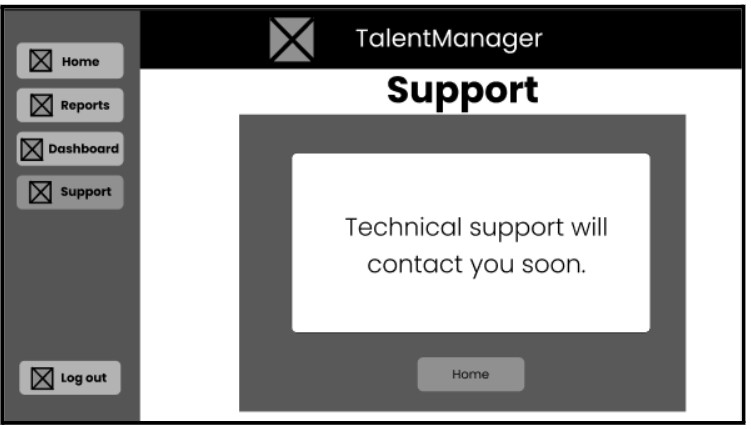 TalentManager
Home
Reports
Dashboard
Support
Log out
Support
Technical support will
contact you soon.
Home